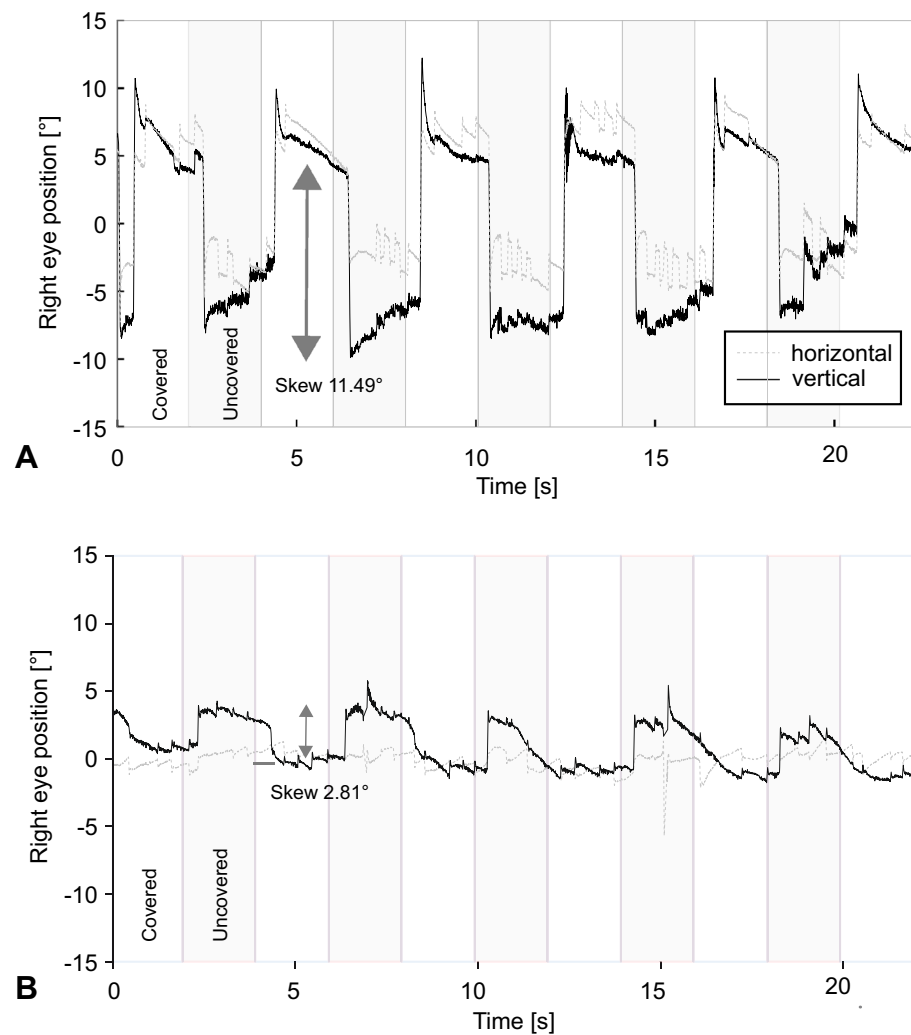 15
10
5
0
-5
-10
-15
Right eye position [°]
Covered
Uncovered
Skew 11.49°
horizontal
vertical
A
0 5 10 15 20
Time [s]
15
10
5
0
-5
-10
-15
Right eye position [°]
Covered
Uncovered
Skew 2.81°
B
0 5 10 15 20
Time [s]